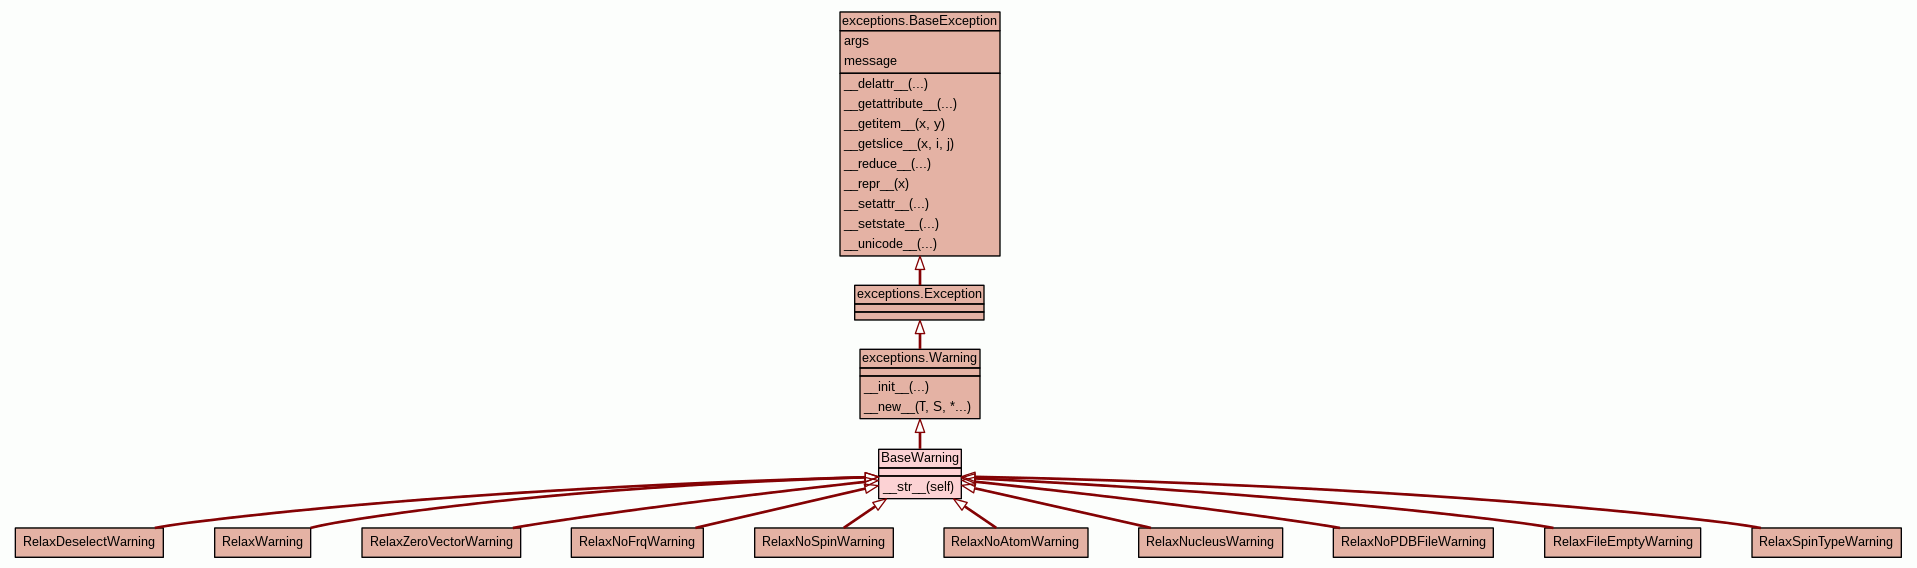 exceptions.BaseException
args
message
__delattr__(...)
__getattribute__(...)
__getitem__(x, y)
__getslice__(x, i, j)
__reduce__(...)
__repr__(x)
__setattr__(...)
__setstate__(...)
__unicode__(...)
exceptions.Exception
exceptions.Warning
__init__(...)
__new__(T, S, *...)
BaseWarning
__str__(self)
RelaxDeselectWarning
RelaxWarning
RelaxZeroVectorWarning
RelaxNoFrqWarning
RelaxNoSpinWarning
RelaxNoAtomWarning
RelaxNucleusWarning
RelaxNoPDBFileWarning
RelaxFileEmptyWarning
RelaxSpinTypeWarning